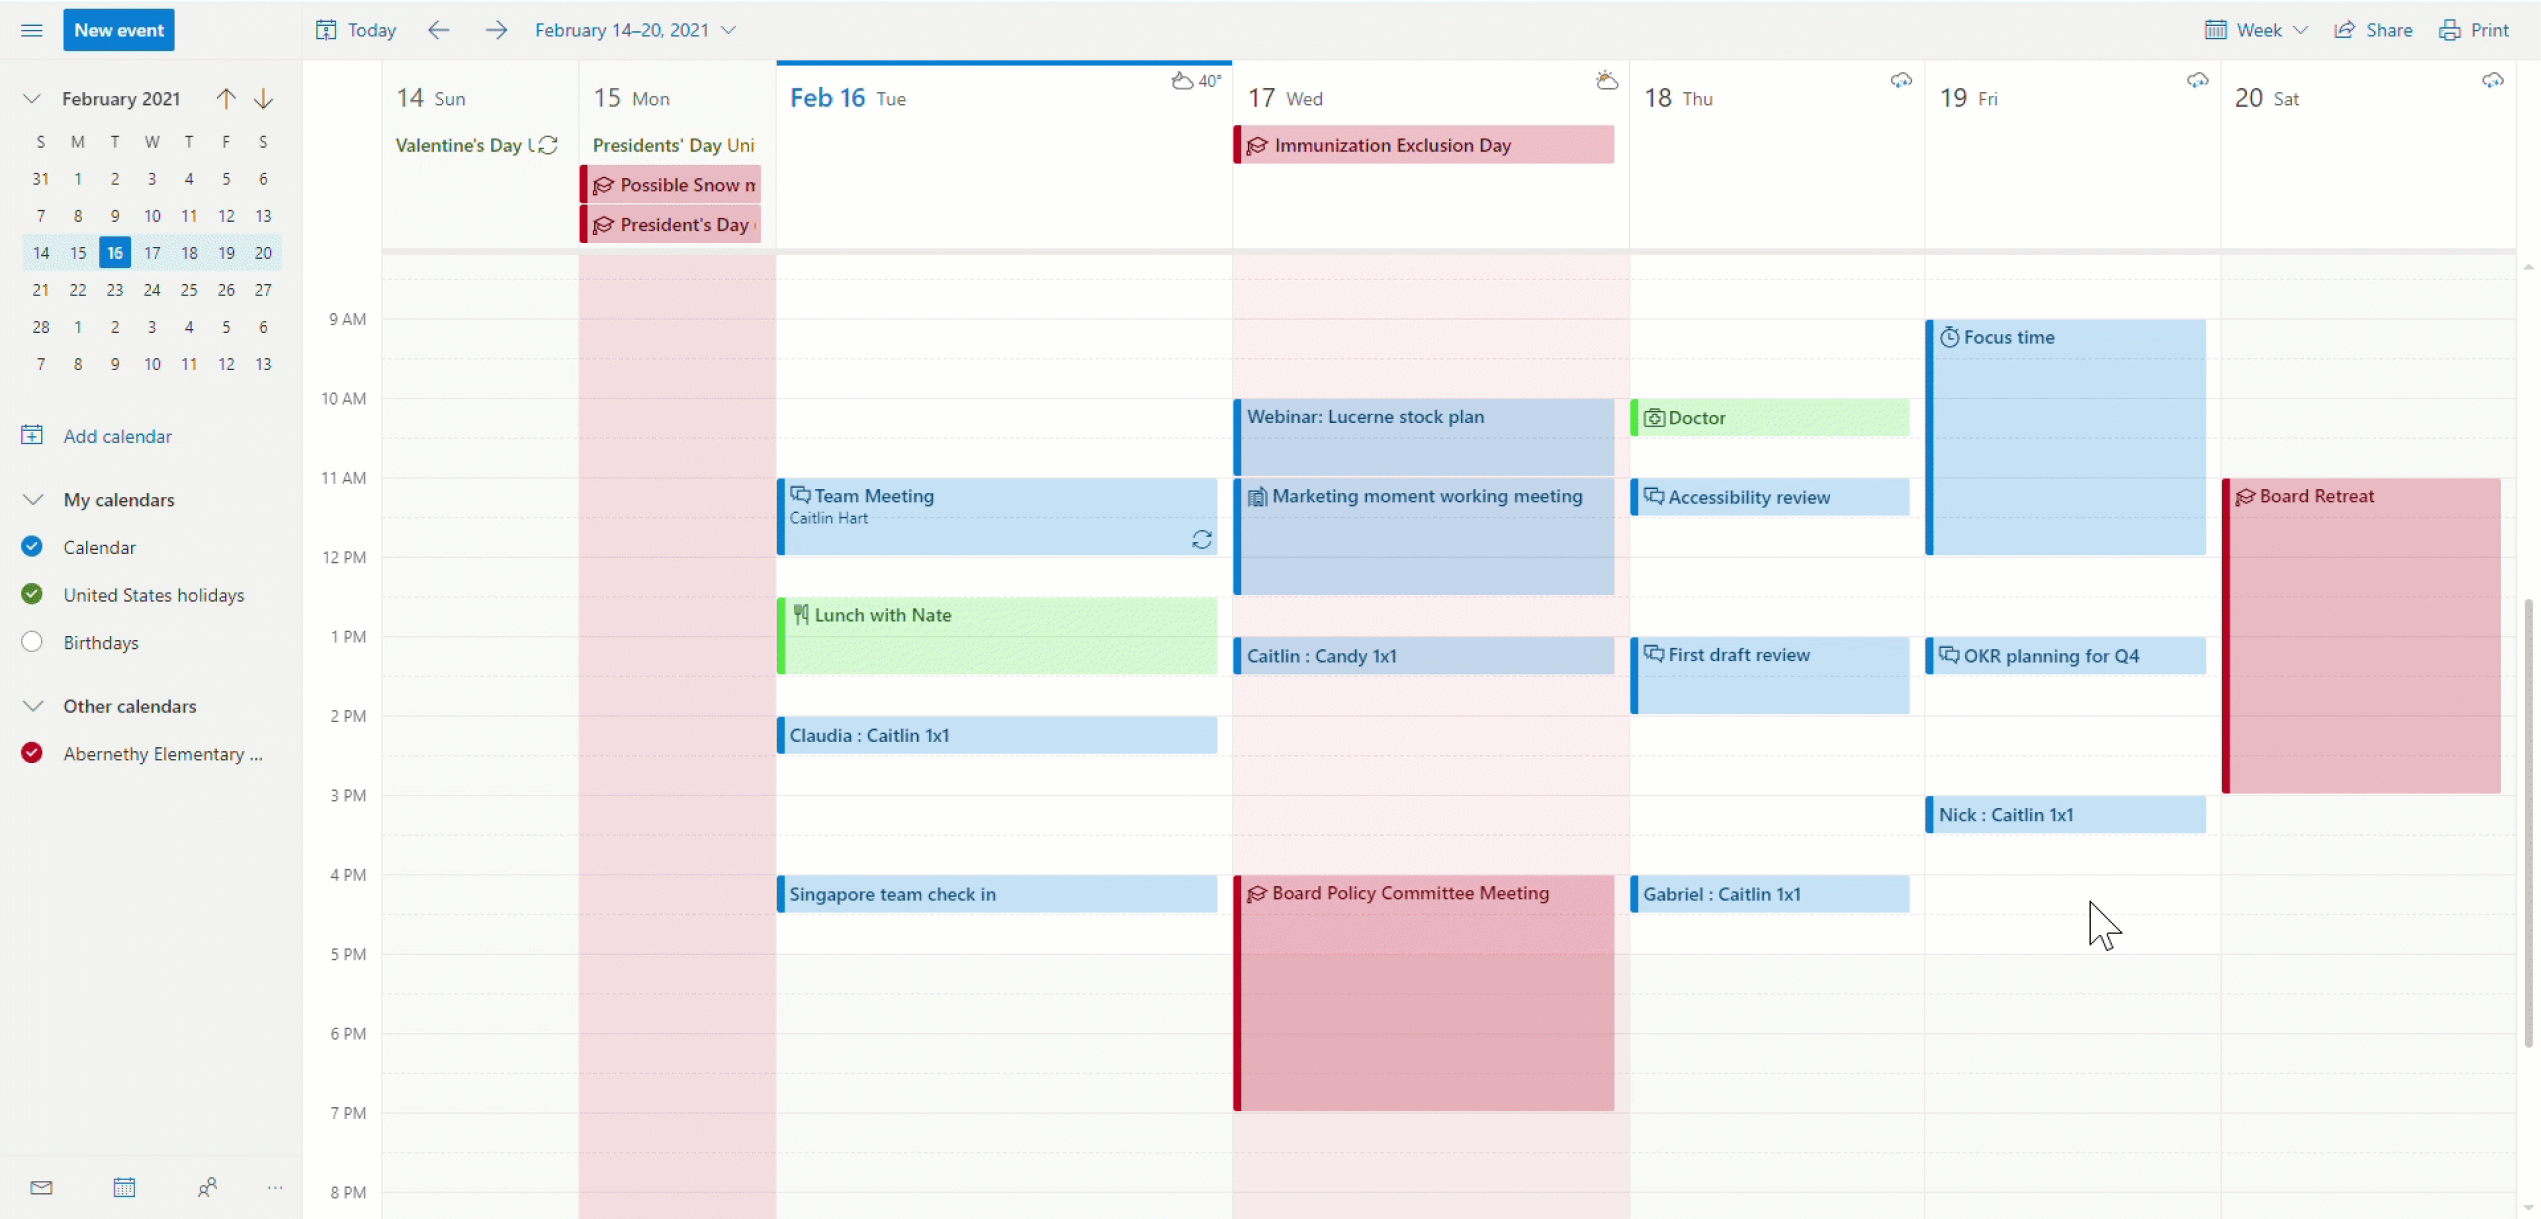 New event
Today
February 14–20, 2021
Week
Share
Print
February 2021
S M T W T F S
31 1 2 3 4 5 6
7 8 9 10 11 12 13
14 15 16 17 18 19 20
21 22 23 24 25 26 27
28 1 2 3 4 5 6
7 8 9 10 11 12 13
Add calendar
My calendars
Calendar
United States holidays
Birthdays
Other calendars
Abernethy Elementary ...
14 Sun
15 Mon
Feb 16 Tue
40°
17 Wed
18 Thu
19 Fri
20 Sat
Valentine's Day
Presidents' Day Uni
Possible Snow m
President's Day
Immunization Exclusion Day
9 AM
10 AM
11 AM
12 PM
1 PM
2 PM
3 PM
4 PM
5 PM
6 PM
7 PM
8 PM
Team Meeting
Caitlin Hart
Lunch with Nate
Claudia : Caitlin 1x1
Singapore team check in
Webinar: Lucerne stock plan
Marketing moment working meeting
Caitlin : Candy 1x1
Board Policy Committee Meeting
Doctor
Accessibility review
First draft review
Gabriel : Caitlin 1x1
Focus time
OKR planning for Q4
Nick : Caitlin 1x1
Board Retreat